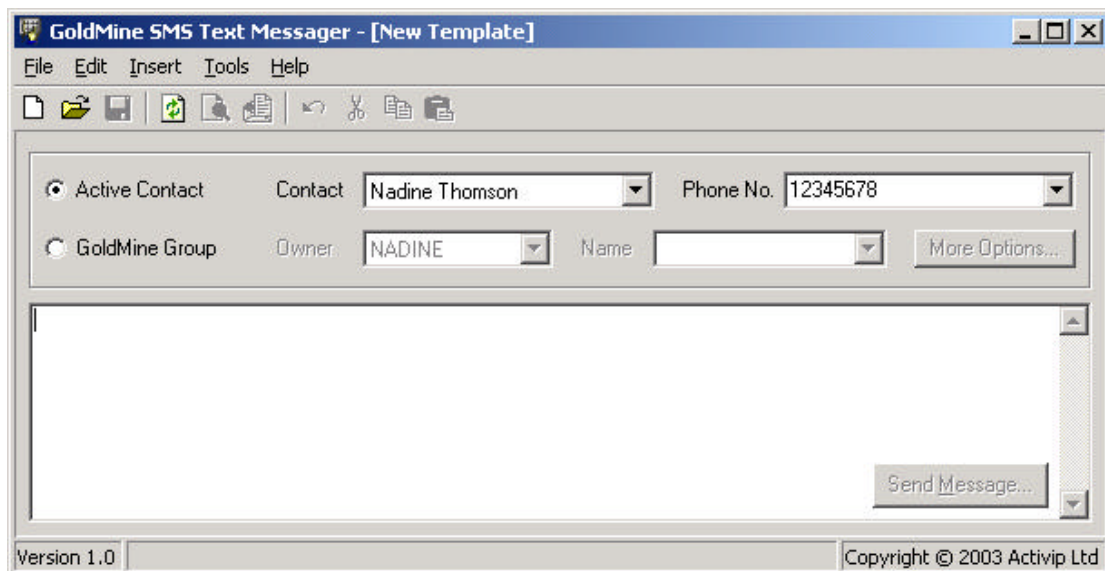 GoldMine SMS Text Messager - [New Template]
File Edit Insert Tools Help
Active Contact Contact Nadine Thomson Phone No. 12345678
GoldMine Group Owner NADINE Name More Options...
Send Message...
Version 1.0 Copyright © 2003 Activip Ltd